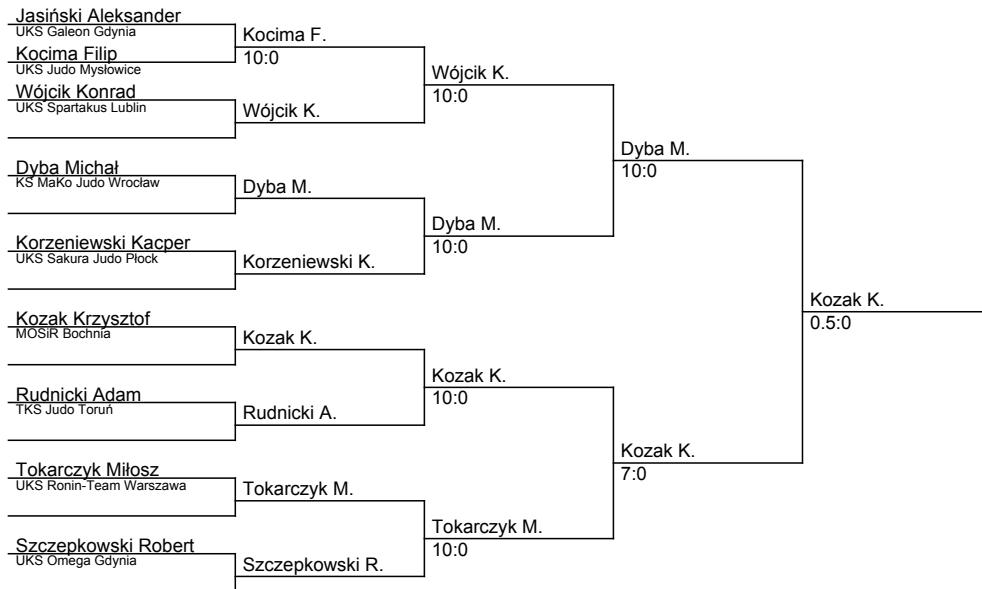 Jasiński Aleksander
UKS Galeon Gdynia
Kocima Filip
UKS Judo Mysłowice
Wójcik Konrad
UKS Spartakus Lublin
Dyba Michał
KS MaKo Judo Wrocław
Korzeniewski Kacper
UKS Sakura Judo Płock
Kozak Krzysztof
MOSiR Bochnia
Rudnicki Adam
TKS Judo Toruń
Tokarczyk Miłosz
UKS Ronin-Team Warszawa
Szczepkowski Robert
UKS Omega Gdynia
Kocima F.
10:0
Wójcik K.
Dyba M.
Korzeniewski K.
Kozak K.
Rudnicki A.
Tokarczyk M.
Szczepkowski R.
Wójcik K.
10:0
Dyba M.
10:0
Kozak K.
10:0
Tokarczyk M.
10:0
Dyba M.
10:0
Kozak K.
7:0
Kozak K.
0.5:0